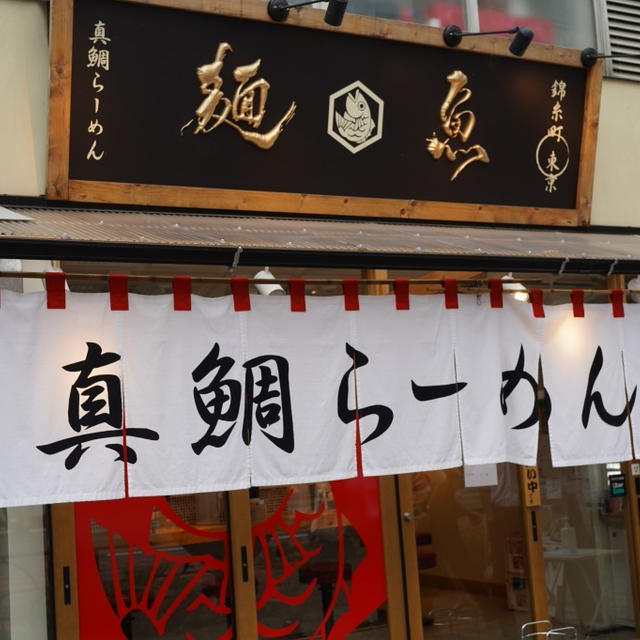 真鯛らーめん
麺 魚
錦糸町 東京
真鯛らーめん